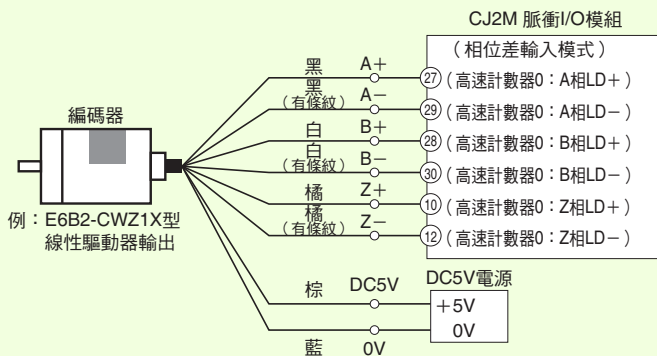 CJ2M 脈衝I/O模組
（相位差輸入模式）
黑 A＋ 27（高速計數器0：A相LD＋）
黑（有條紋） A－ 29（高速計數器0：A相LD－）
編碼器
白 B＋ 28（高速計數器0：B相LD＋）
白（有條紋） B－ 30（高速計數器0：B相LD－）
橘 Z＋ 10（高速計數器0：Z相LD＋）
橘（有條紋） Z－ 12（高速計數器0：Z相LD－）
例：E6B2-CWZ1X型
線性驅動器輸出
DC5V電源
棕 DC5V ＋5V
藍 0V 0V